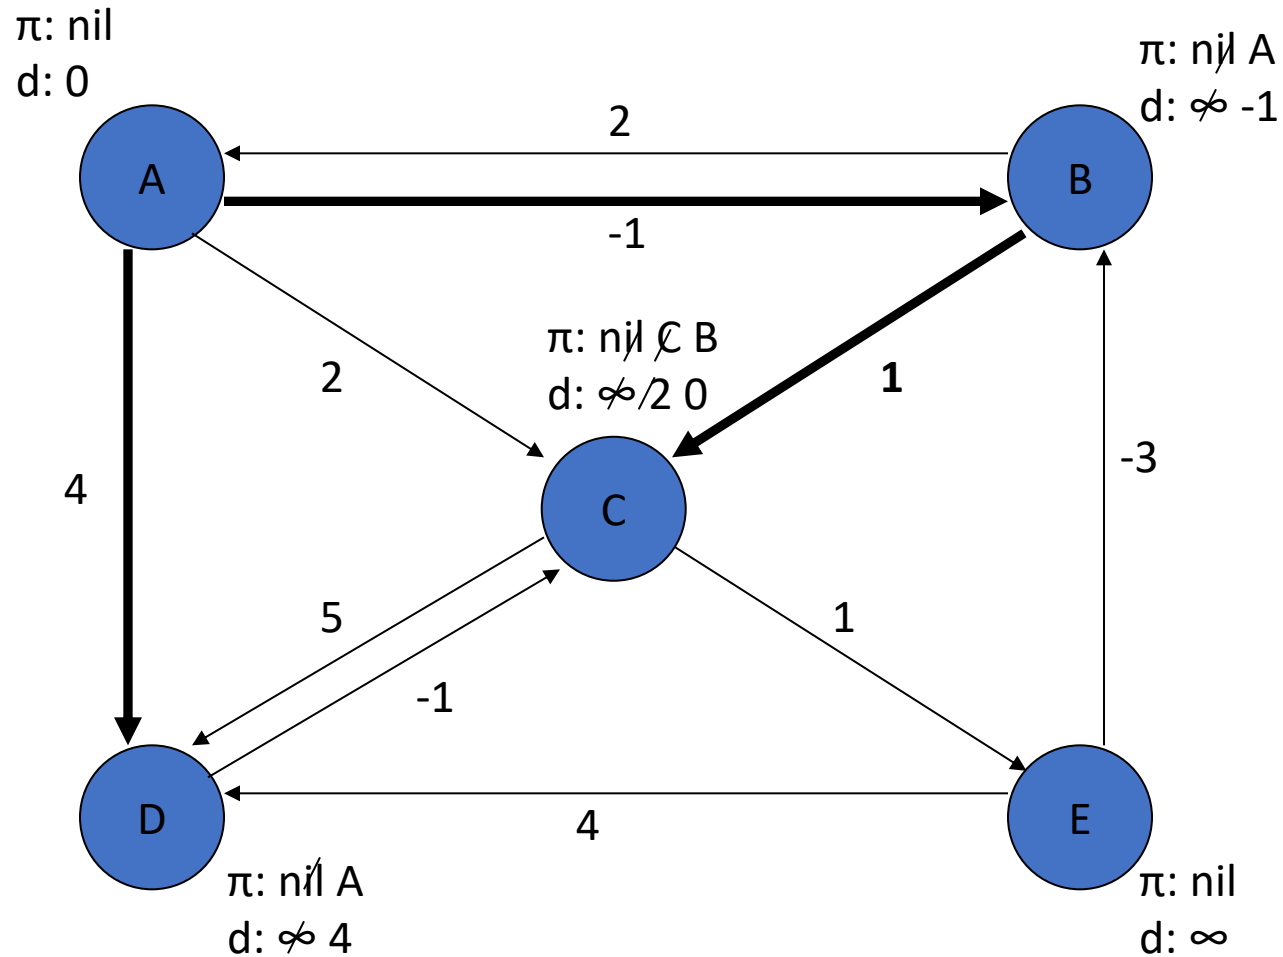 π: nil
d: 0
π: nil A
d: ∞ -1
2
A
B
-1
π: nil C B
d: ∞ 2 0
2
1
4
-3
C
5
1
-1
D
4
E
π: nil A
d: ∞ 4
π: nil
d: ∞